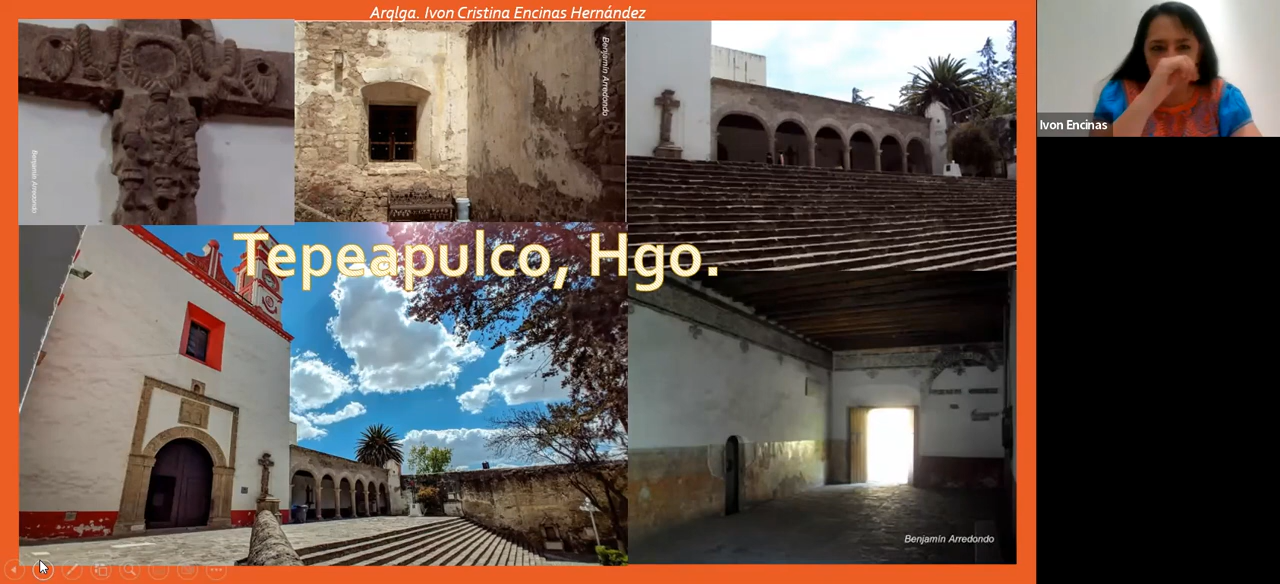 Arqlga. Ivon Cristina Encinas Hernández
Benjamín Arredondo
Benjamín Arredondo
Tepeapulco, Hgo.
Benjamín Arredondo
Ivon Encinas